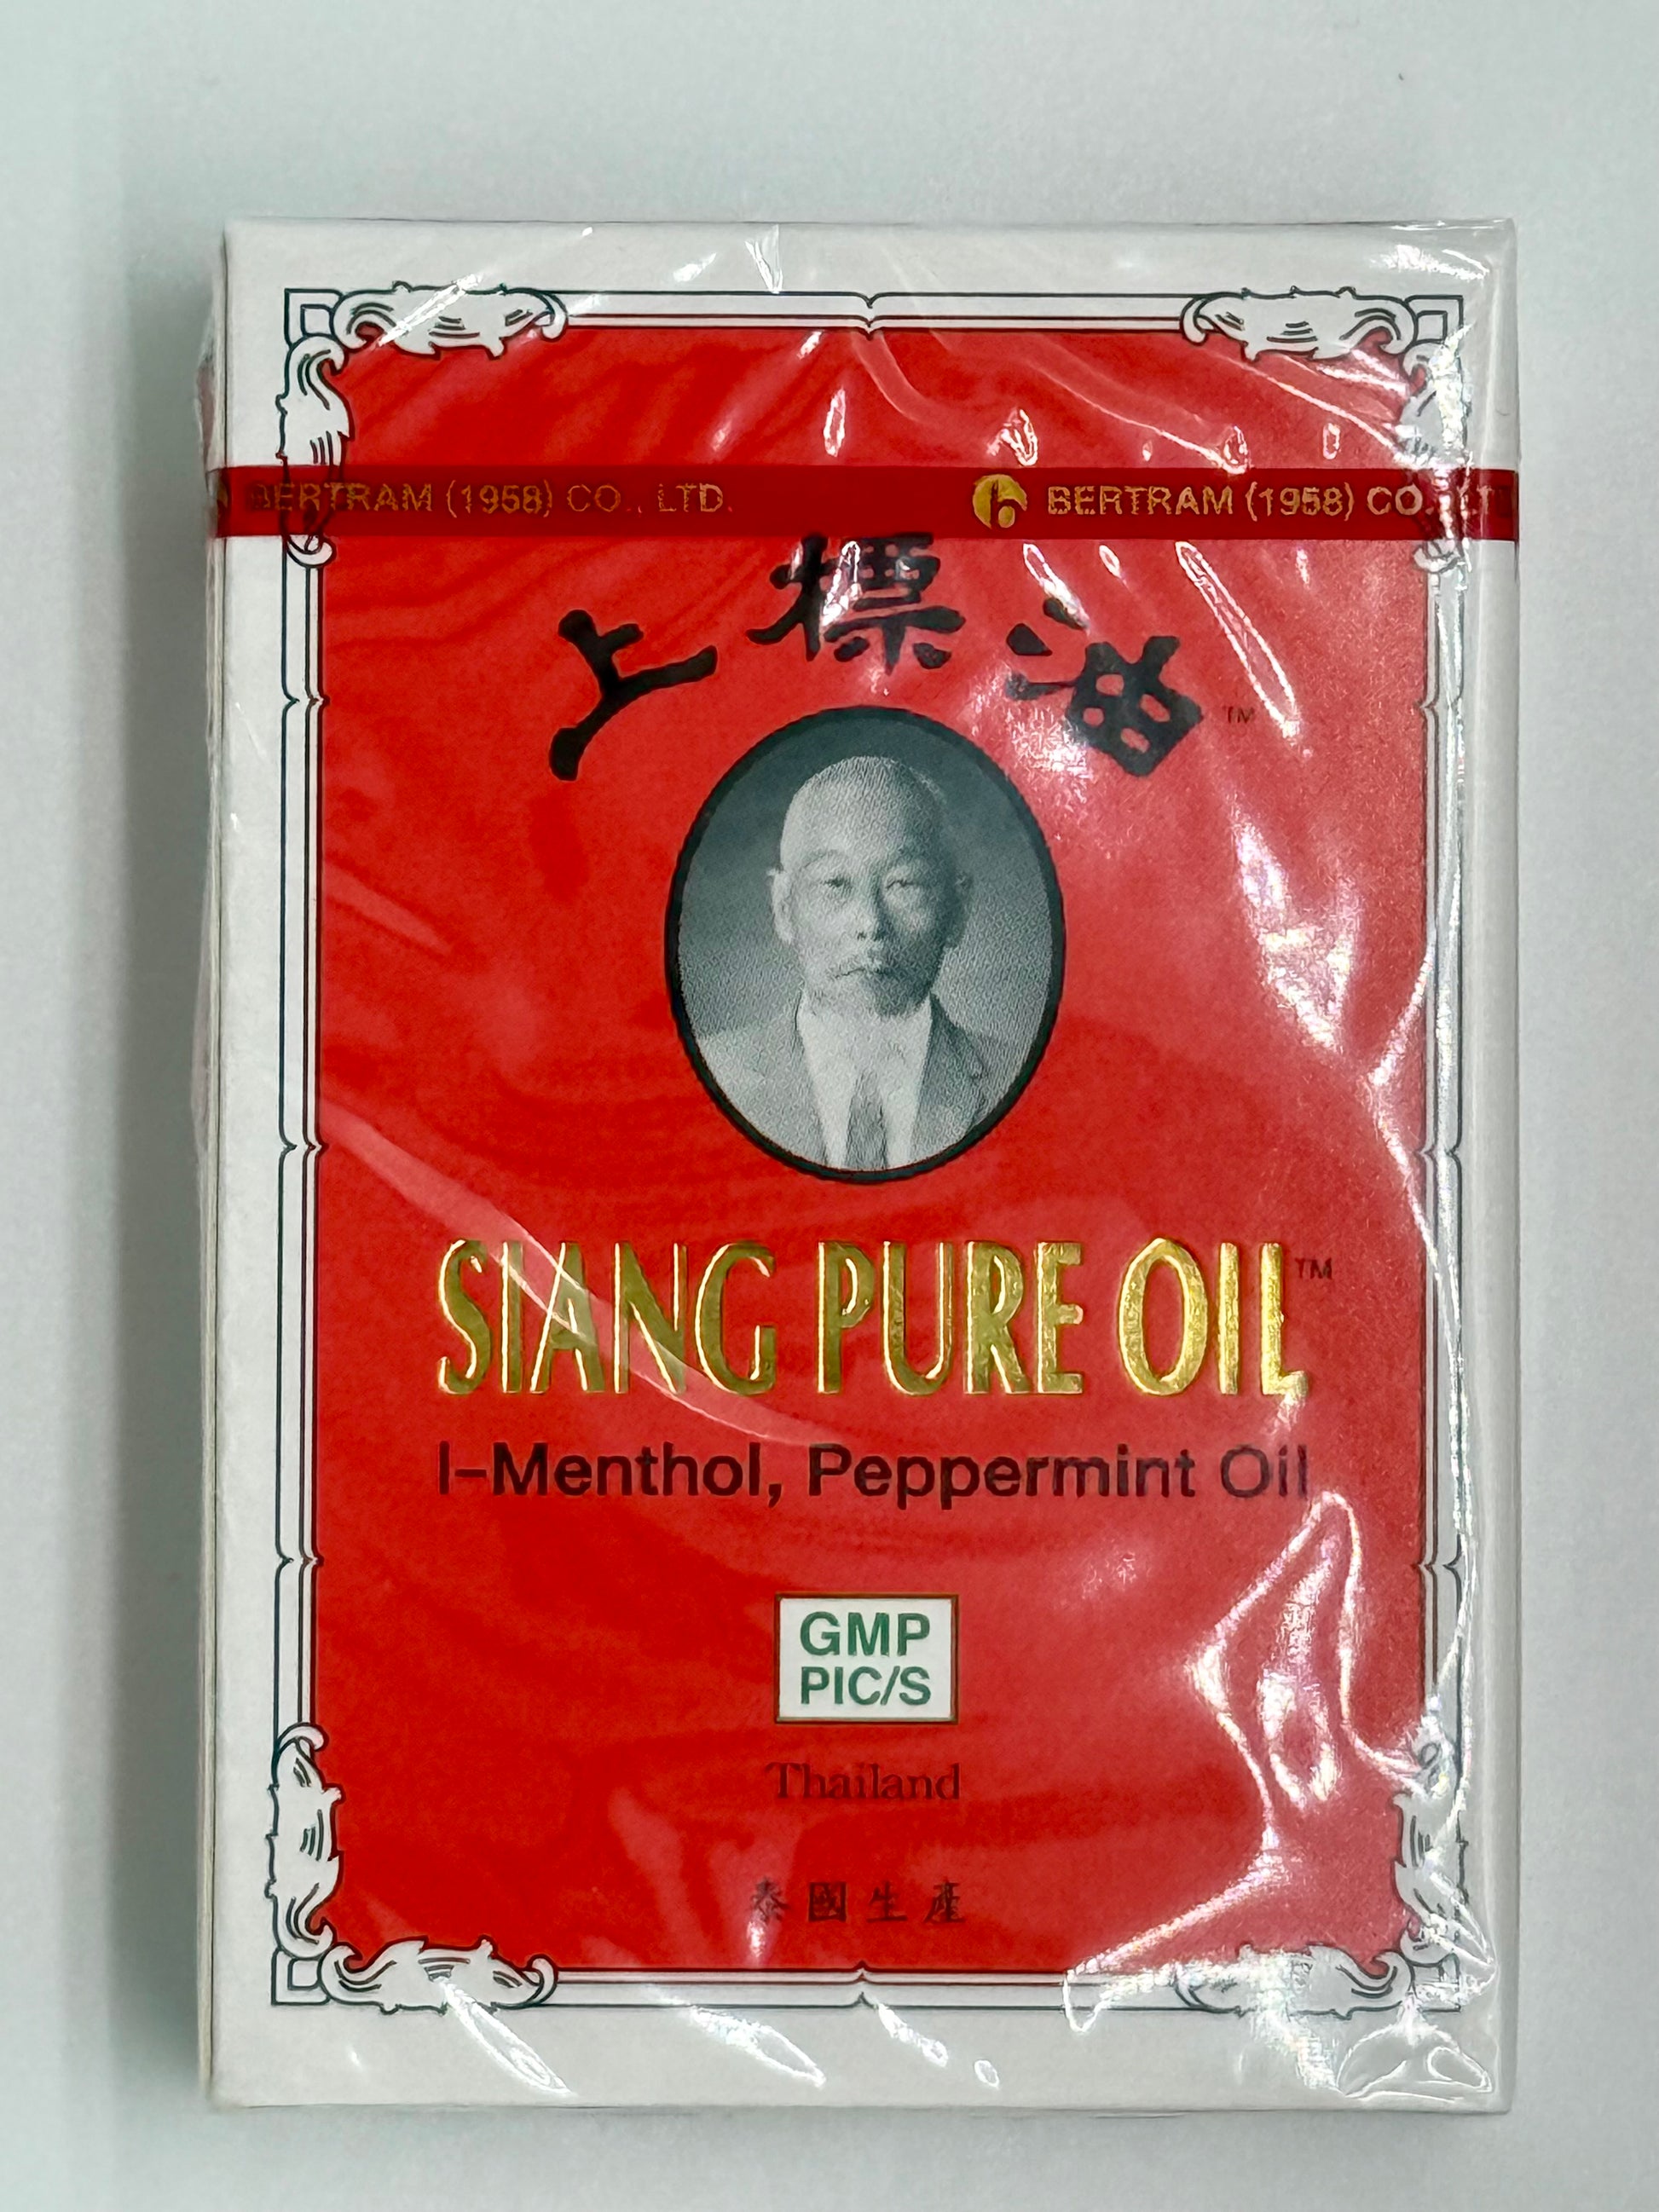 BERTRAM (1958) CO., LTD. BERTRAM (1958) CO., LTD
上標油™
SIANG PURE OIL™
l-Menthol, Peppermint Oil
GMP
PIC/S
Thailand
泰國生產